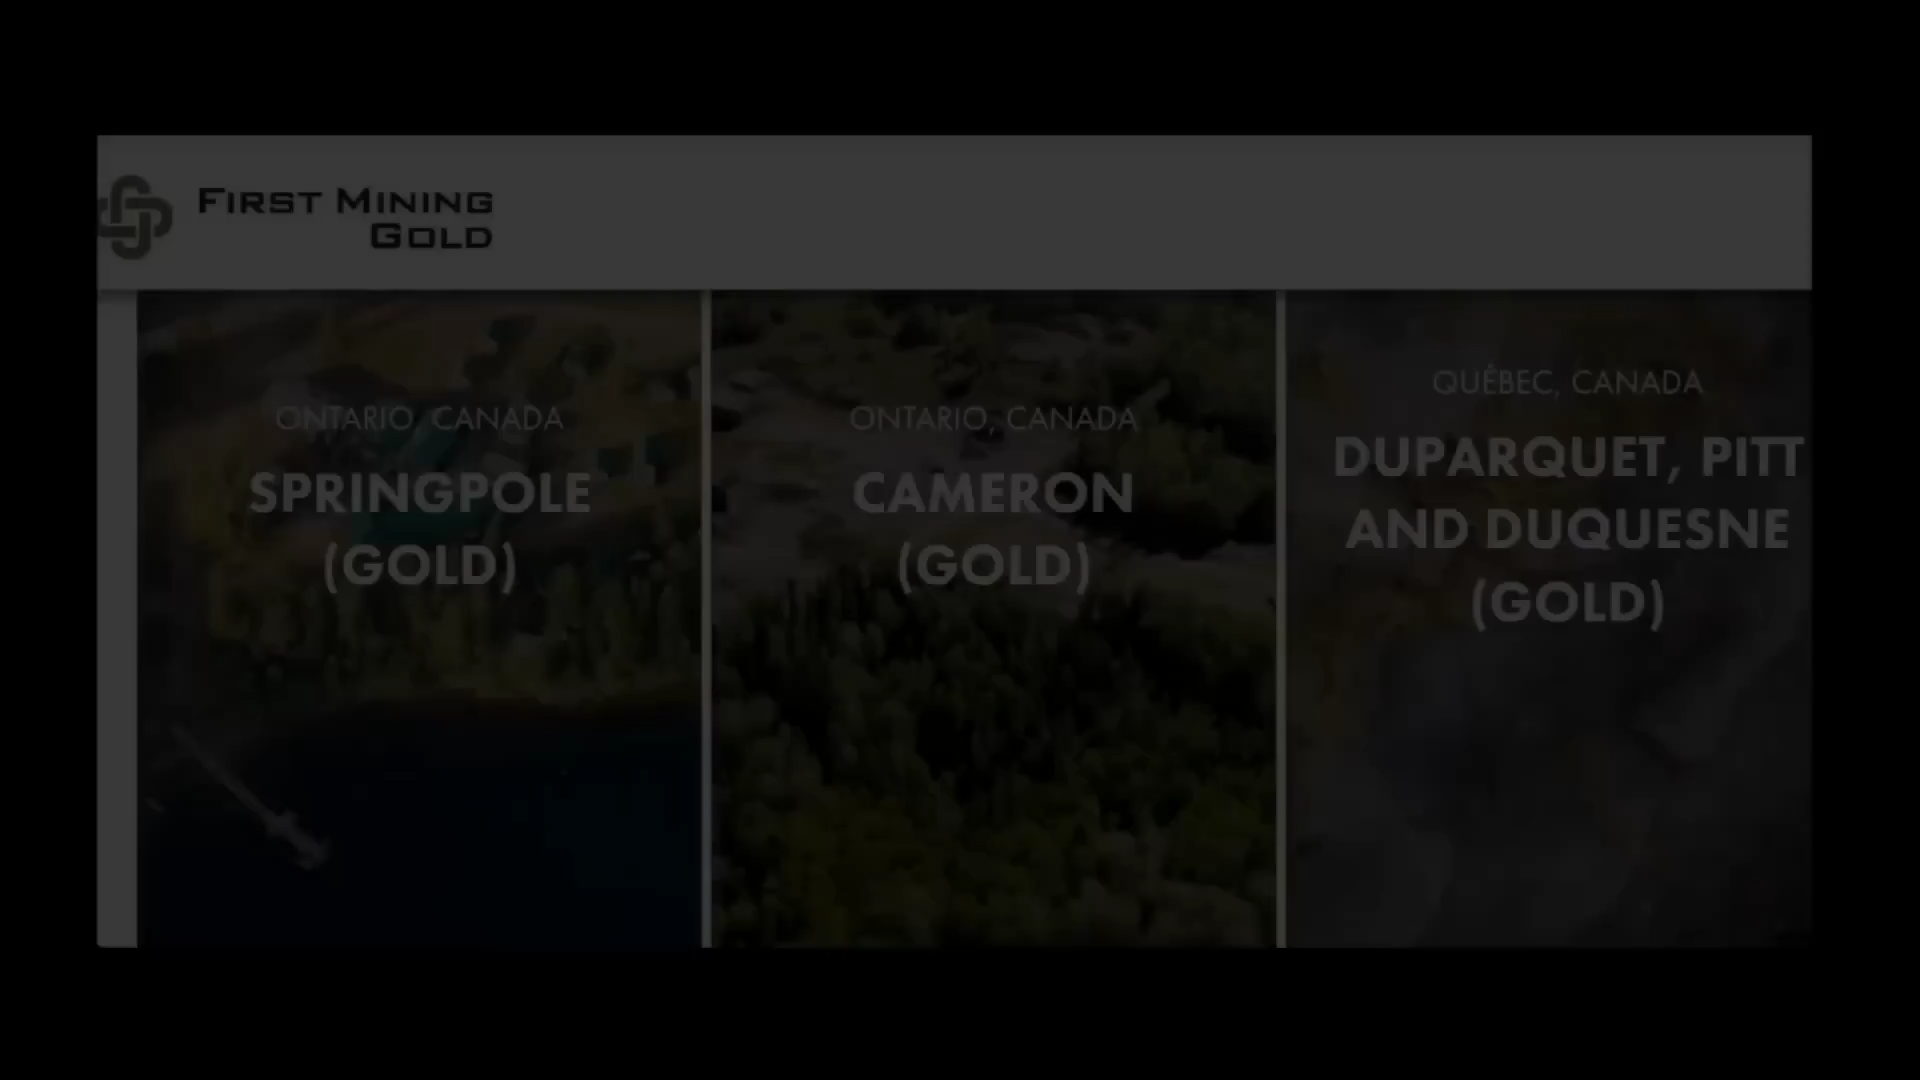 FIRST MINING
GOLD
ONTARIO, CANADA
SPRINGPOLE
(GOLD)
ONTARIO, CANADA
CAMERON
(GOLD)
QUÉBEC, CANADA
DUPARQUET, PITT
AND DUQUESNE
(GOLD)